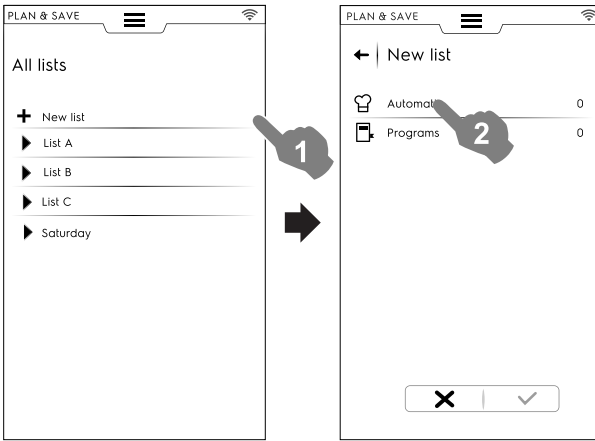 PLAN & SAVE
All lists
New list
List A
List B
List C
Saturday
1
PLAN & SAVE
New list
0
Programs 0
2